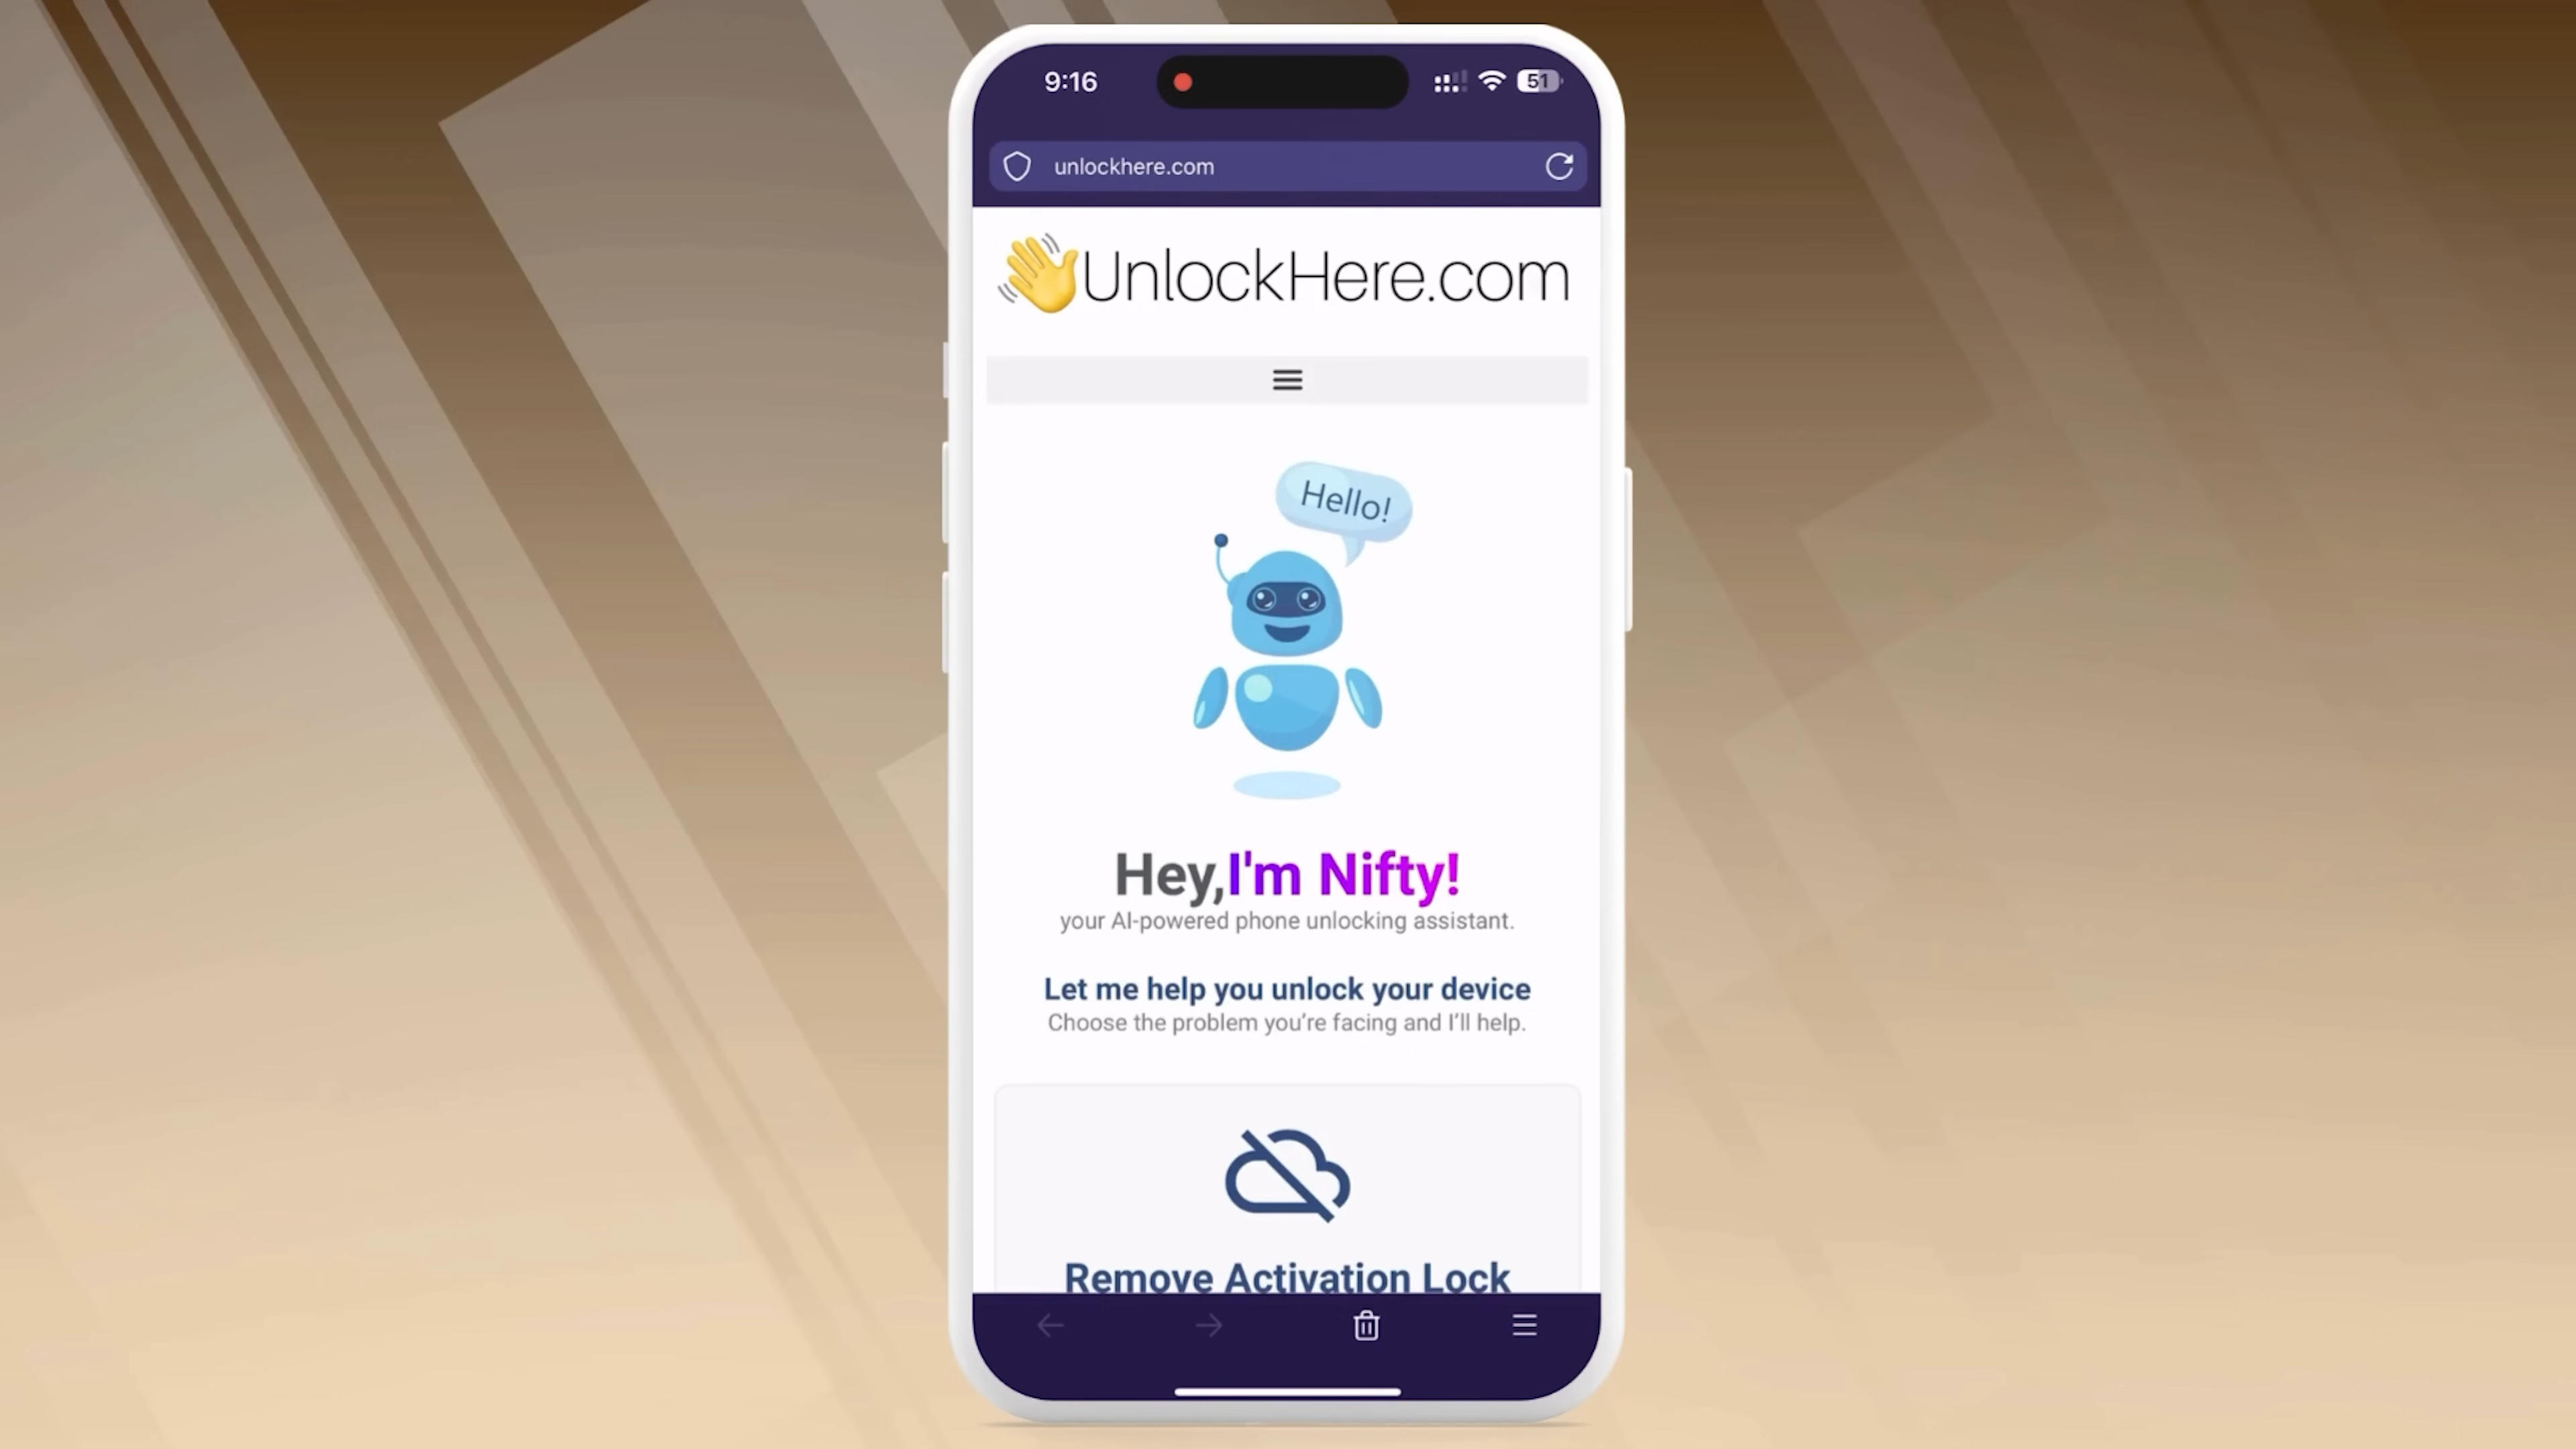 9:16
51
unlockhere.com
UnlockHere.com
Hello!
Hey,I'm Nifty!
your AI-powered phone unlocking assistant.
Let me help you unlock your device
Choose the problem you’re facing and I’ll help.
Remove Activation Lock